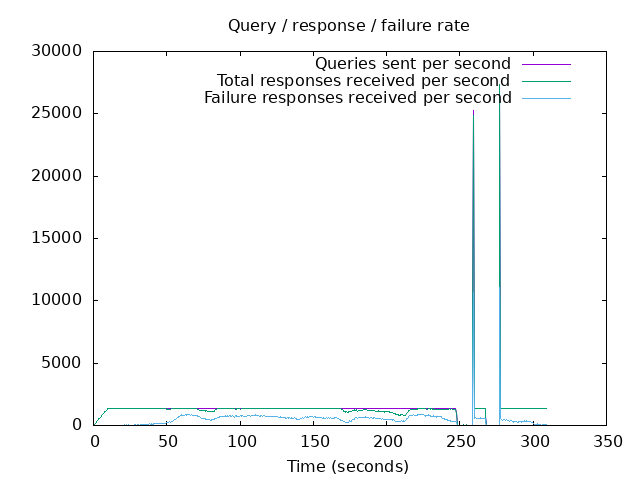 Query / response / failure rate
30000
25000
20000
15000
10000
5000
0
Queries sent per second
Total responses received per second
Failure responses received per second
0 50 100 150 200 250 300 350
Time (seconds)